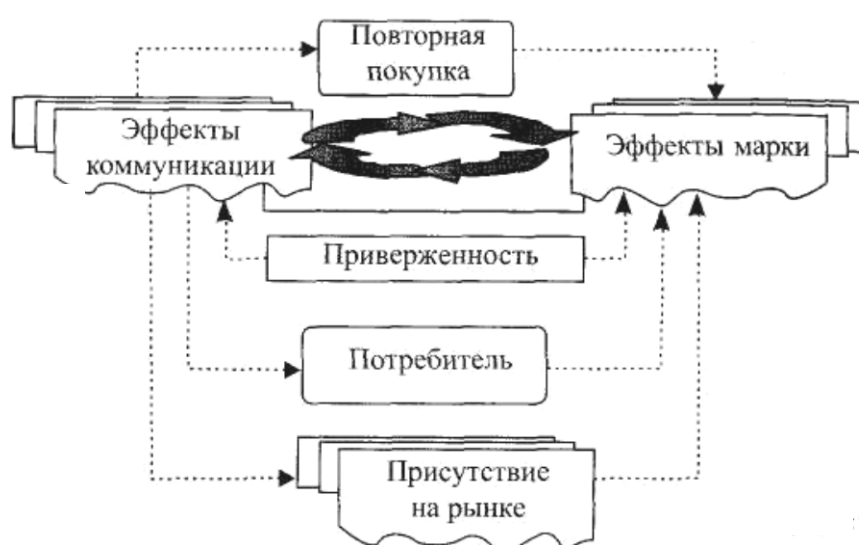 Повторная
покупка
Эффекты
коммуникации
Эффекты марки
Приверженность
Потребитель
Присутствие
на рынке